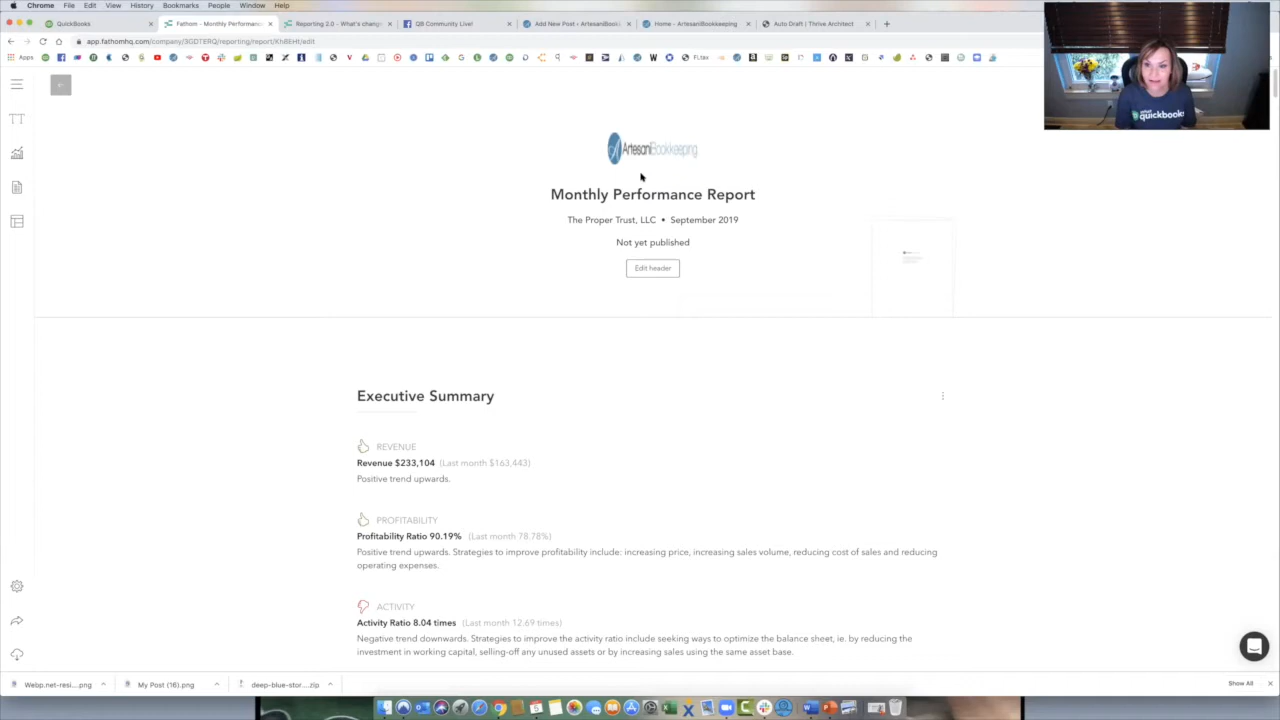 Chrome File Edit View History Bookmarks People Window Help
QuickBooks
Fathom - Monthly Performanc
Reporting 2.0 - What's chang
QB Community Live!
Add New Post ‹ ArtesaniBook
Home - ArtesaniBookkeeping
Auto Draft | Thrive Architect
app.fathomhq.com/company/3GDTERQ/reporting/report/KhBEHt/edit
Apps
Fi.tax
quickbooks
ArtesaniBookkeeping
Monthly Performance Report
The Proper Trust, LLC • September 2019
Not yet published
Edit header
Executive Summary
REVENUE
Revenue $233,104 (Last month $163,443)
Positive trend upwards.
PROFITABILITY
Profitability Ratio 90.19% (Last month 78.78%)
Positive trend upwards. Strategies to improve profitability include: increasing price, increasing sales volume, reducing cost of sales and reducing
operating expenses.
ACTIVITY
Activity Ratio 8.04 times (Last month 12.69 times)
Negative trend downwards. Strategies to improve the activity ratio include seeking ways to optimize the balance sheet, ie. by reducing the
investment in working capital, selling-off any unused assets or by increasing sales using the same asset base.
Webp.net-resi....png
My Post (16).png
deep-blue-stor....zip
Show All